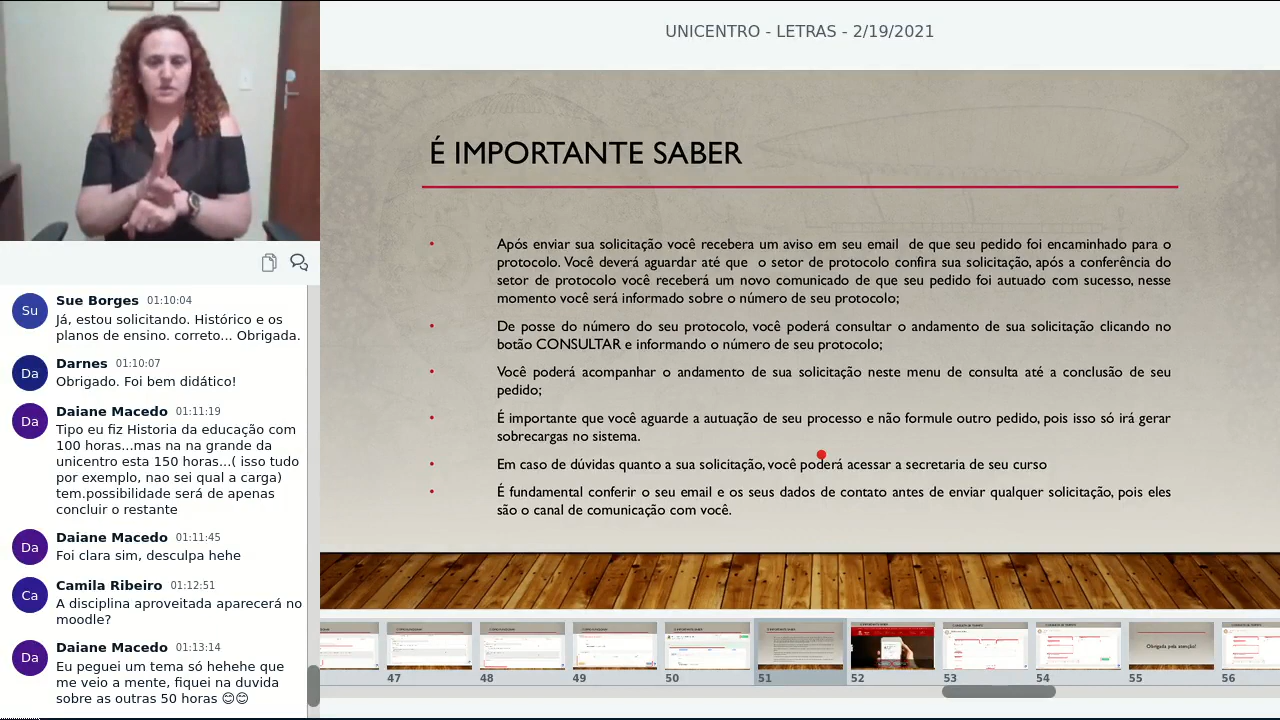 UNICENTRO - LETRAS - 2/19/2021
É IMPORTANTE SABER
• Após enviar sua solicitação você recebera um aviso em seu email de que seu pedido foi encaminhado para o
protocolo. Você deverá aguardar até que o setor de protocolo confira sua solicitação, após a conferência do
setor de protocolo você receberá um novo comunicado de que seu pedido foi autuado com sucesso, nesse
momento você será informado sobre o número de seu protocolo;
• De posse do número do seu protocolo, você poderá consultar o andamento de sua solicitação clicando no
botão CONSULTAR e informando o número de seu protocolo;
• Você poderá acompanhar o andamento de sua solicitação neste menu de consulta até a conclusão de seu
pedido;
• É importante que você aguarde a autuação de seu processo e não formule outro pedido, pois isso só irá gerar
sobrecargas no sistema.
• Em caso de dúvidas quanto a sua solicitação, você poderá acessar a secretaria de seu curso
• É fundamental conferir o seu email e os seus dados de contato antes de enviar qualquer solicitação, pois eles
são o canal de comunicação com você.
Su
Sue Borges 01:10:04
Já, estou solicitando. Histórico e os
planos de ensino. correto... Obrigada.
Da
Darnes 01:10:07
Obrigado. Foi bem didático!
Da
Daiane Macedo 01:11:19
Tipo eu fiz Historia da educação com
100 horas...mas na na grande da
unicentro esta 150 horas...( isso tudo
por exemplo, nao sei qual a carga)
tem.possibilidade será de apenas
concluir o restante
Da
Daiane Macedo 01:11:45
Foi clara sim, desculpa hehe
Ca
Camila Ribeiro 01:12:51
A disciplina aproveitada aparecerá no
moodle?
Da
Daiane Macedo 01:13:14
Eu peguei um tema só hehehe que
me veio a mente, fiquei na duvida
sobre as outras 50 horas 😊😊
Obrigada pela atenção!
47 48 49 50 51 52 53 54 55 56